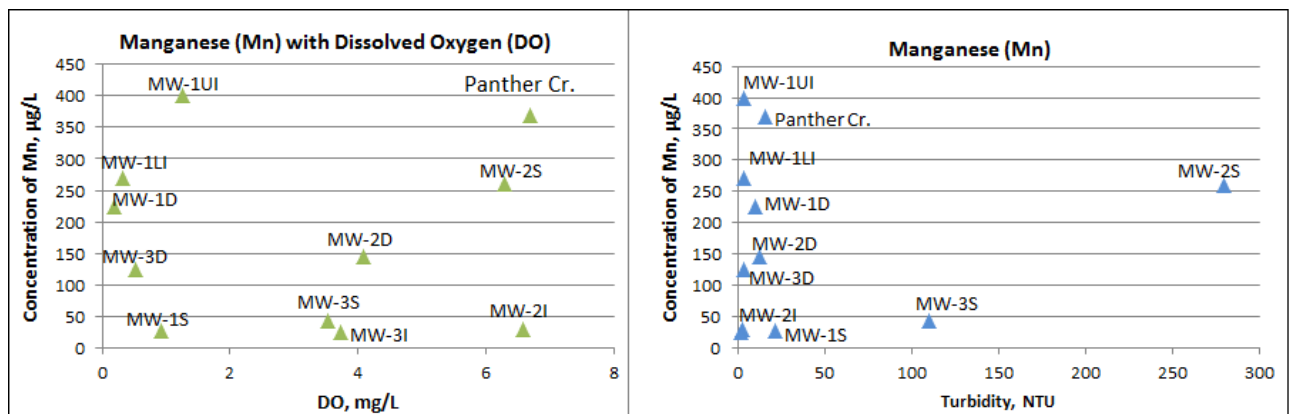 Manganese (Mn) with Dissolved Oxygen (DO)
Concentration of Mn, µg/L
450
400
350
300
250
200
150
100
50
0
MW-1UI
Panther Cr.
MW-1LI
MW-2S
MW-1D
MW-2D
MW-3D
MW-3S
MW-2I
MW-1S
MW-3I
0 2 4 6 8
DO, mg/L
Manganese (Mn)
Concentration of Mn, µg/L
450
400
350
300
250
200
150
100
50
0
MW-1UI
Panther Cr.
MW-1LI
MW-2S
MW-1D
MW-2D
MW-3D
MW-3S
MW-2I
MW-1S
0 50 100 150 200 250 300
Turbidity, NTU